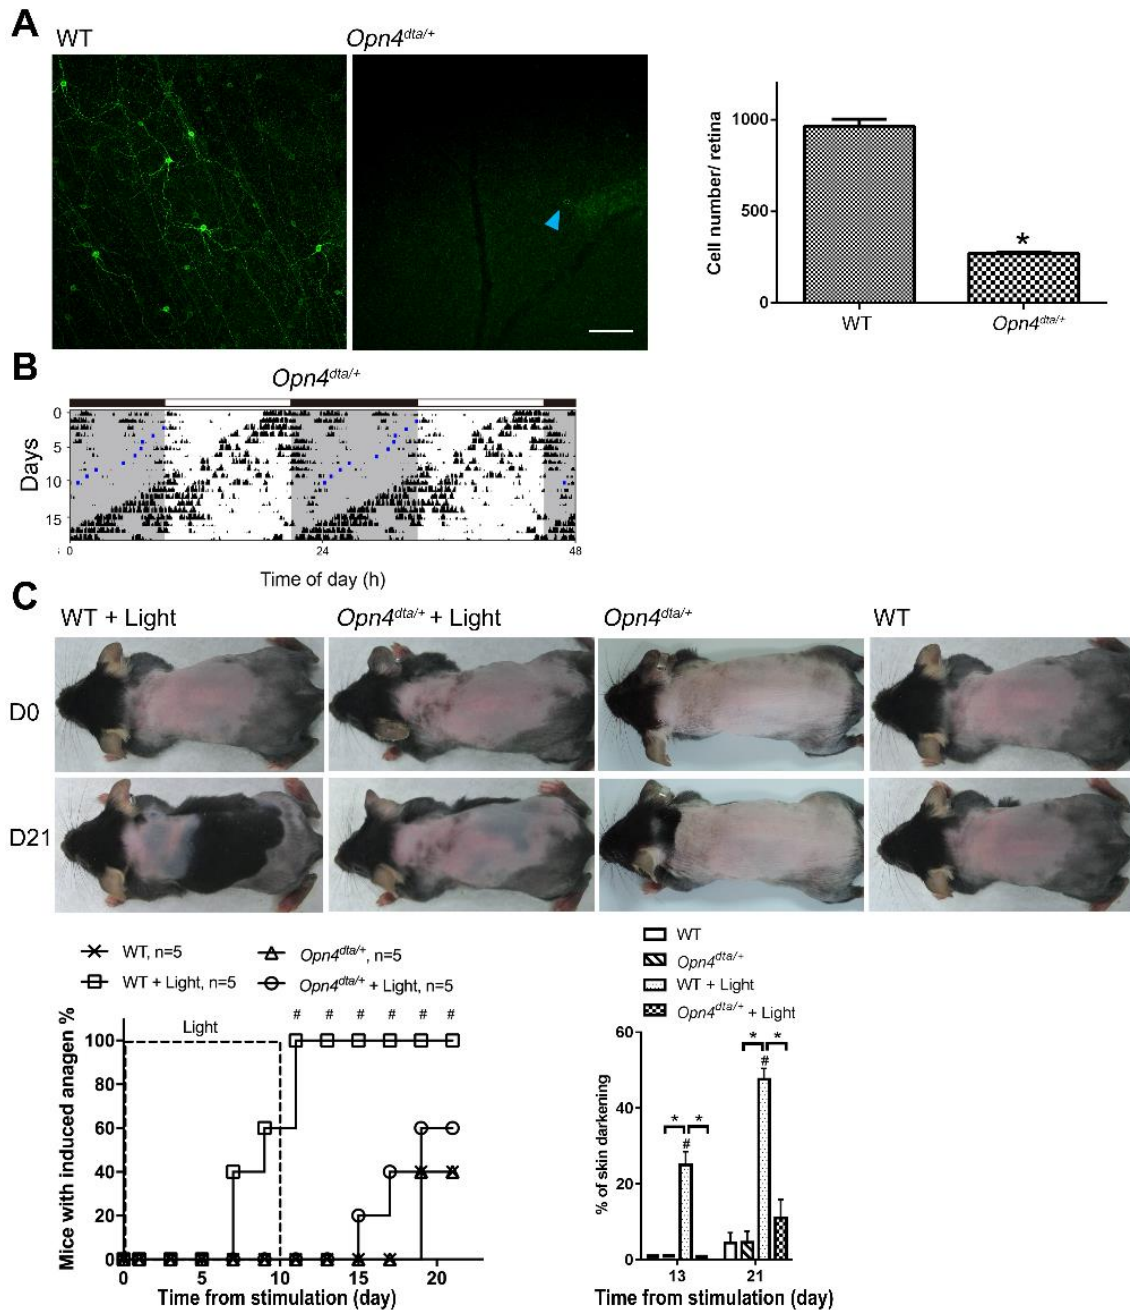 A
WT
Opn4dta/+
Cell number/ retina
1000
500
0
*
WT
Opn4dta/+
B
Opn4dta/+
Days
0
5
10
15
0
24
48
Time of day (h)
C
WT + Light
Opn4dta/+ + Light
Opn4dta/+
WT
D0
D21
WT, n=5
Opn4dta/+, n=5
WT + Light, n=5
Opn4dta/+ + Light, n=5
# # # # # #
Light
Mice with induced anagen %
100
80
60
40
20
0
0 5 10 15 20
Time from stimulation (day)
WT
Opn4dta/+
WT + Light
Opn4dta/+ + Light
% of skin darkening
60
40
20
0
* *
#
* *
#
13 21
Time from stimulation (day)